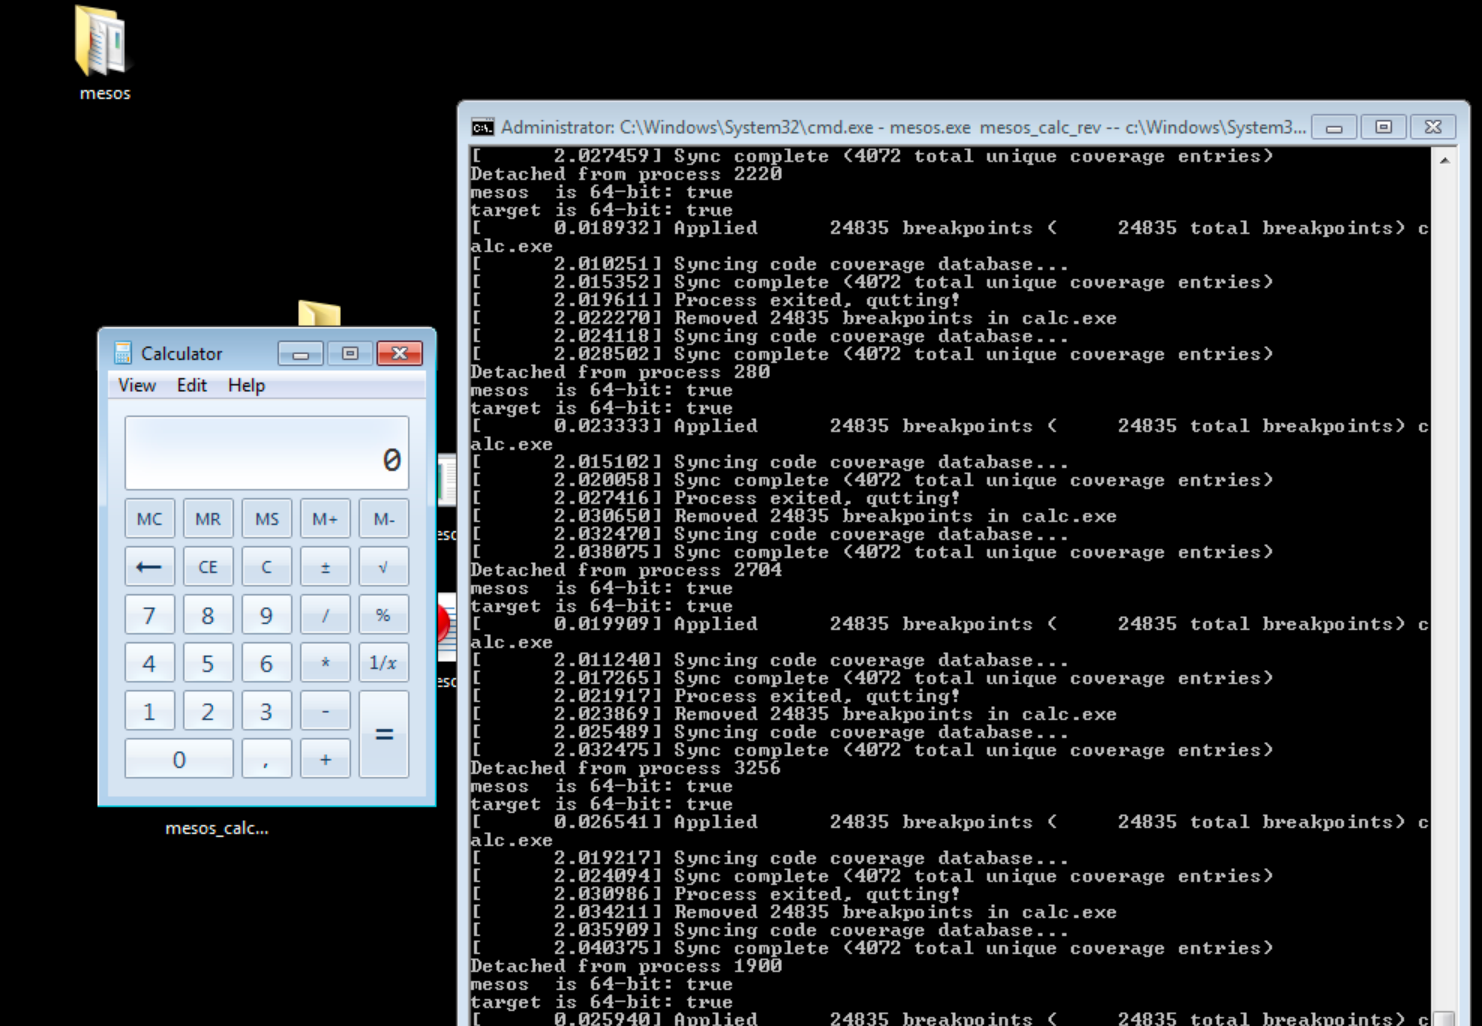 mesos
Administrator: C:\Windows\System32\cmd.exe - mesos.exe  mesos_calc_rev -- c:\Windows\System3...
[      2.027459] Sync complete (4072 total unique coverage entries)
Detached from process 2220
mesos  is 64-bit: true
target is 64-bit: true
[      0.018932] Applied      24835 breakpoints (     24835 total breakpoints) c
alc.exe
[      2.010251] Syncing code coverage database...
[      2.015352] Sync complete (4072 total unique coverage entries)
[      2.019611] Process exited, qutting!
[      2.022270] Removed 24835 breakpoints in calc.exe
[      2.024118] Syncing code coverage database...
[      2.028502] Sync complete (4072 total unique coverage entries)
Detached from process 280
mesos  is 64-bit: true
target is 64-bit: true
[      0.023333] Applied      24835 breakpoints (     24835 total breakpoints) c
alc.exe
[      2.015102] Syncing code coverage database...
[      2.020058] Sync complete (4072 total unique coverage entries)
[      2.027416] Process exited, qutting!
[      2.030650] Removed 24835 breakpoints in calc.exe
[      2.032470] Syncing code coverage database...
[      2.038075] Sync complete (4072 total unique coverage entries)
Detached from process 2704
mesos  is 64-bit: true
target is 64-bit: true
[      0.019909] Applied      24835 breakpoints (     24835 total breakpoints) c
alc.exe
[      2.011240] Syncing code coverage database...
[      2.017265] Sync complete (4072 total unique coverage entries)
[      2.021917] Process exited, qutting!
[      2.023869] Removed 24835 breakpoints in calc.exe
[      2.025489] Syncing code coverage database...
[      2.032475] Sync complete (4072 total unique coverage entries)
Detached from process 3256
mesos  is 64-bit: true
target is 64-bit: true
[      0.026541] Applied      24835 breakpoints (     24835 total breakpoints) c
alc.exe
[      2.019217] Syncing code coverage database...
[      2.024094] Sync complete (4072 total unique coverage entries)
[      2.030986] Process exited, qutting!
[      2.034211] Removed 24835 breakpoints in calc.exe
[      2.035909] Syncing code coverage database...
[      2.040375] Sync complete (4072 total unique coverage entries)
Detached from process 1900
mesos  is 64-bit: true
target is 64-bit: true
[      0.025940] Applied      24835 breakpoints (     24835 total breakpoints) c
Calculator
View Edit Help
0
MC MR MS M+ M-
← CE C ± √
7 8 9 / %
4 5 6 * 1/x
1 2 3 - =
0 , +
mesos_calc...